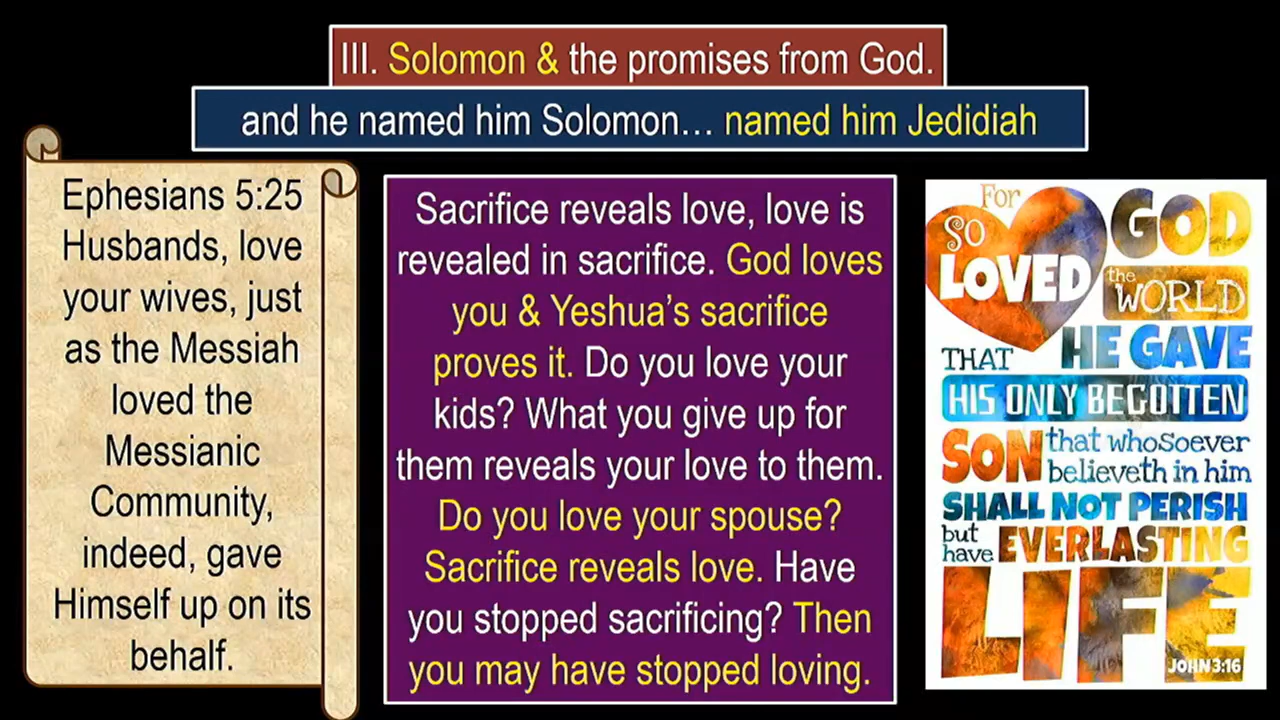 III. Solomon & the promises from God.
and he named him Solomon... named him Jedidiah
Ephesians 5:25
Husbands, love
your wives, just
as the Messiah
loved the
Messianic
Community,
indeed, gave
Himself up on its
behalf.
Sacrifice reveals love, love is
revealed in sacrifice. God loves
you & Yeshua's sacrifice
proves it. Do you love your
kids? What you give up for
them reveals your love to them.
Do you love your spouse?
Sacrifice reveals love. Have
you stopped sacrificing? Then
you may have stopped loving.
For
SO GOD
LOVED the WORLD
THAT HE GAVE
HIS ONLY BEGOTTEN
SON that whosoever
believeth in him
SHALL NOT PERISH
but
have EVERLASTING
LIFE
JOHN 3:16